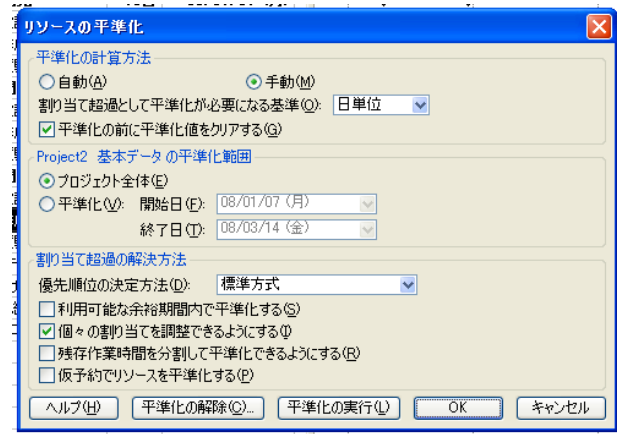 リソースの平準化
平準化の計算方法
自動(A) 手動(M)
割り当て超過として平準化が必要になる基準(O): 日単位
平準化の前に平準化値をクリアする(G)
Project2 基本データ の平準化範囲
プロジェクト全体(E)
平準化(V): 開始日(F): 08/01/07 (月)
終了日(T): 08/03/14 (金)
割り当て超過の解決方法
優先順位の決定方法(D): 標準方式
利用可能な余裕期間内で平準化する(S)
個々の割り当てを調整できるようにする(I)
残存作業時間を分割して平準化できるようにする(R)
仮予約でリソースを平準化する(P)
ヘルプ(H) 平準化の解除(C)... 平準化の実行(L) OK キャンセル